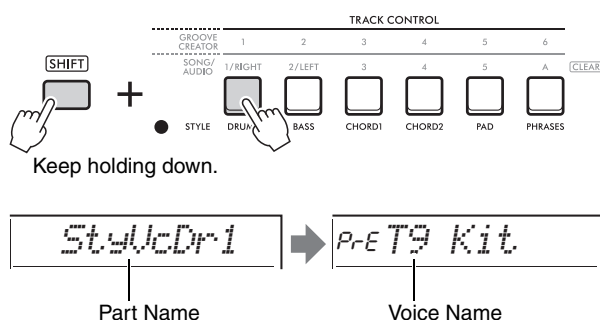 TRACK CONTROL
GROOVE CREATOR 1 2 3 4 5 6
SHIFT
SONG/AUDIO 1/RIGHT 2/LEFT 3 4 5 A CLEAR
STYLE DRUM BASS CHORD1 CHORD2 PAD PHRASES
Keep holding down.
StyVcDr1
PrE T9 Kit
Part Name
Voice Name